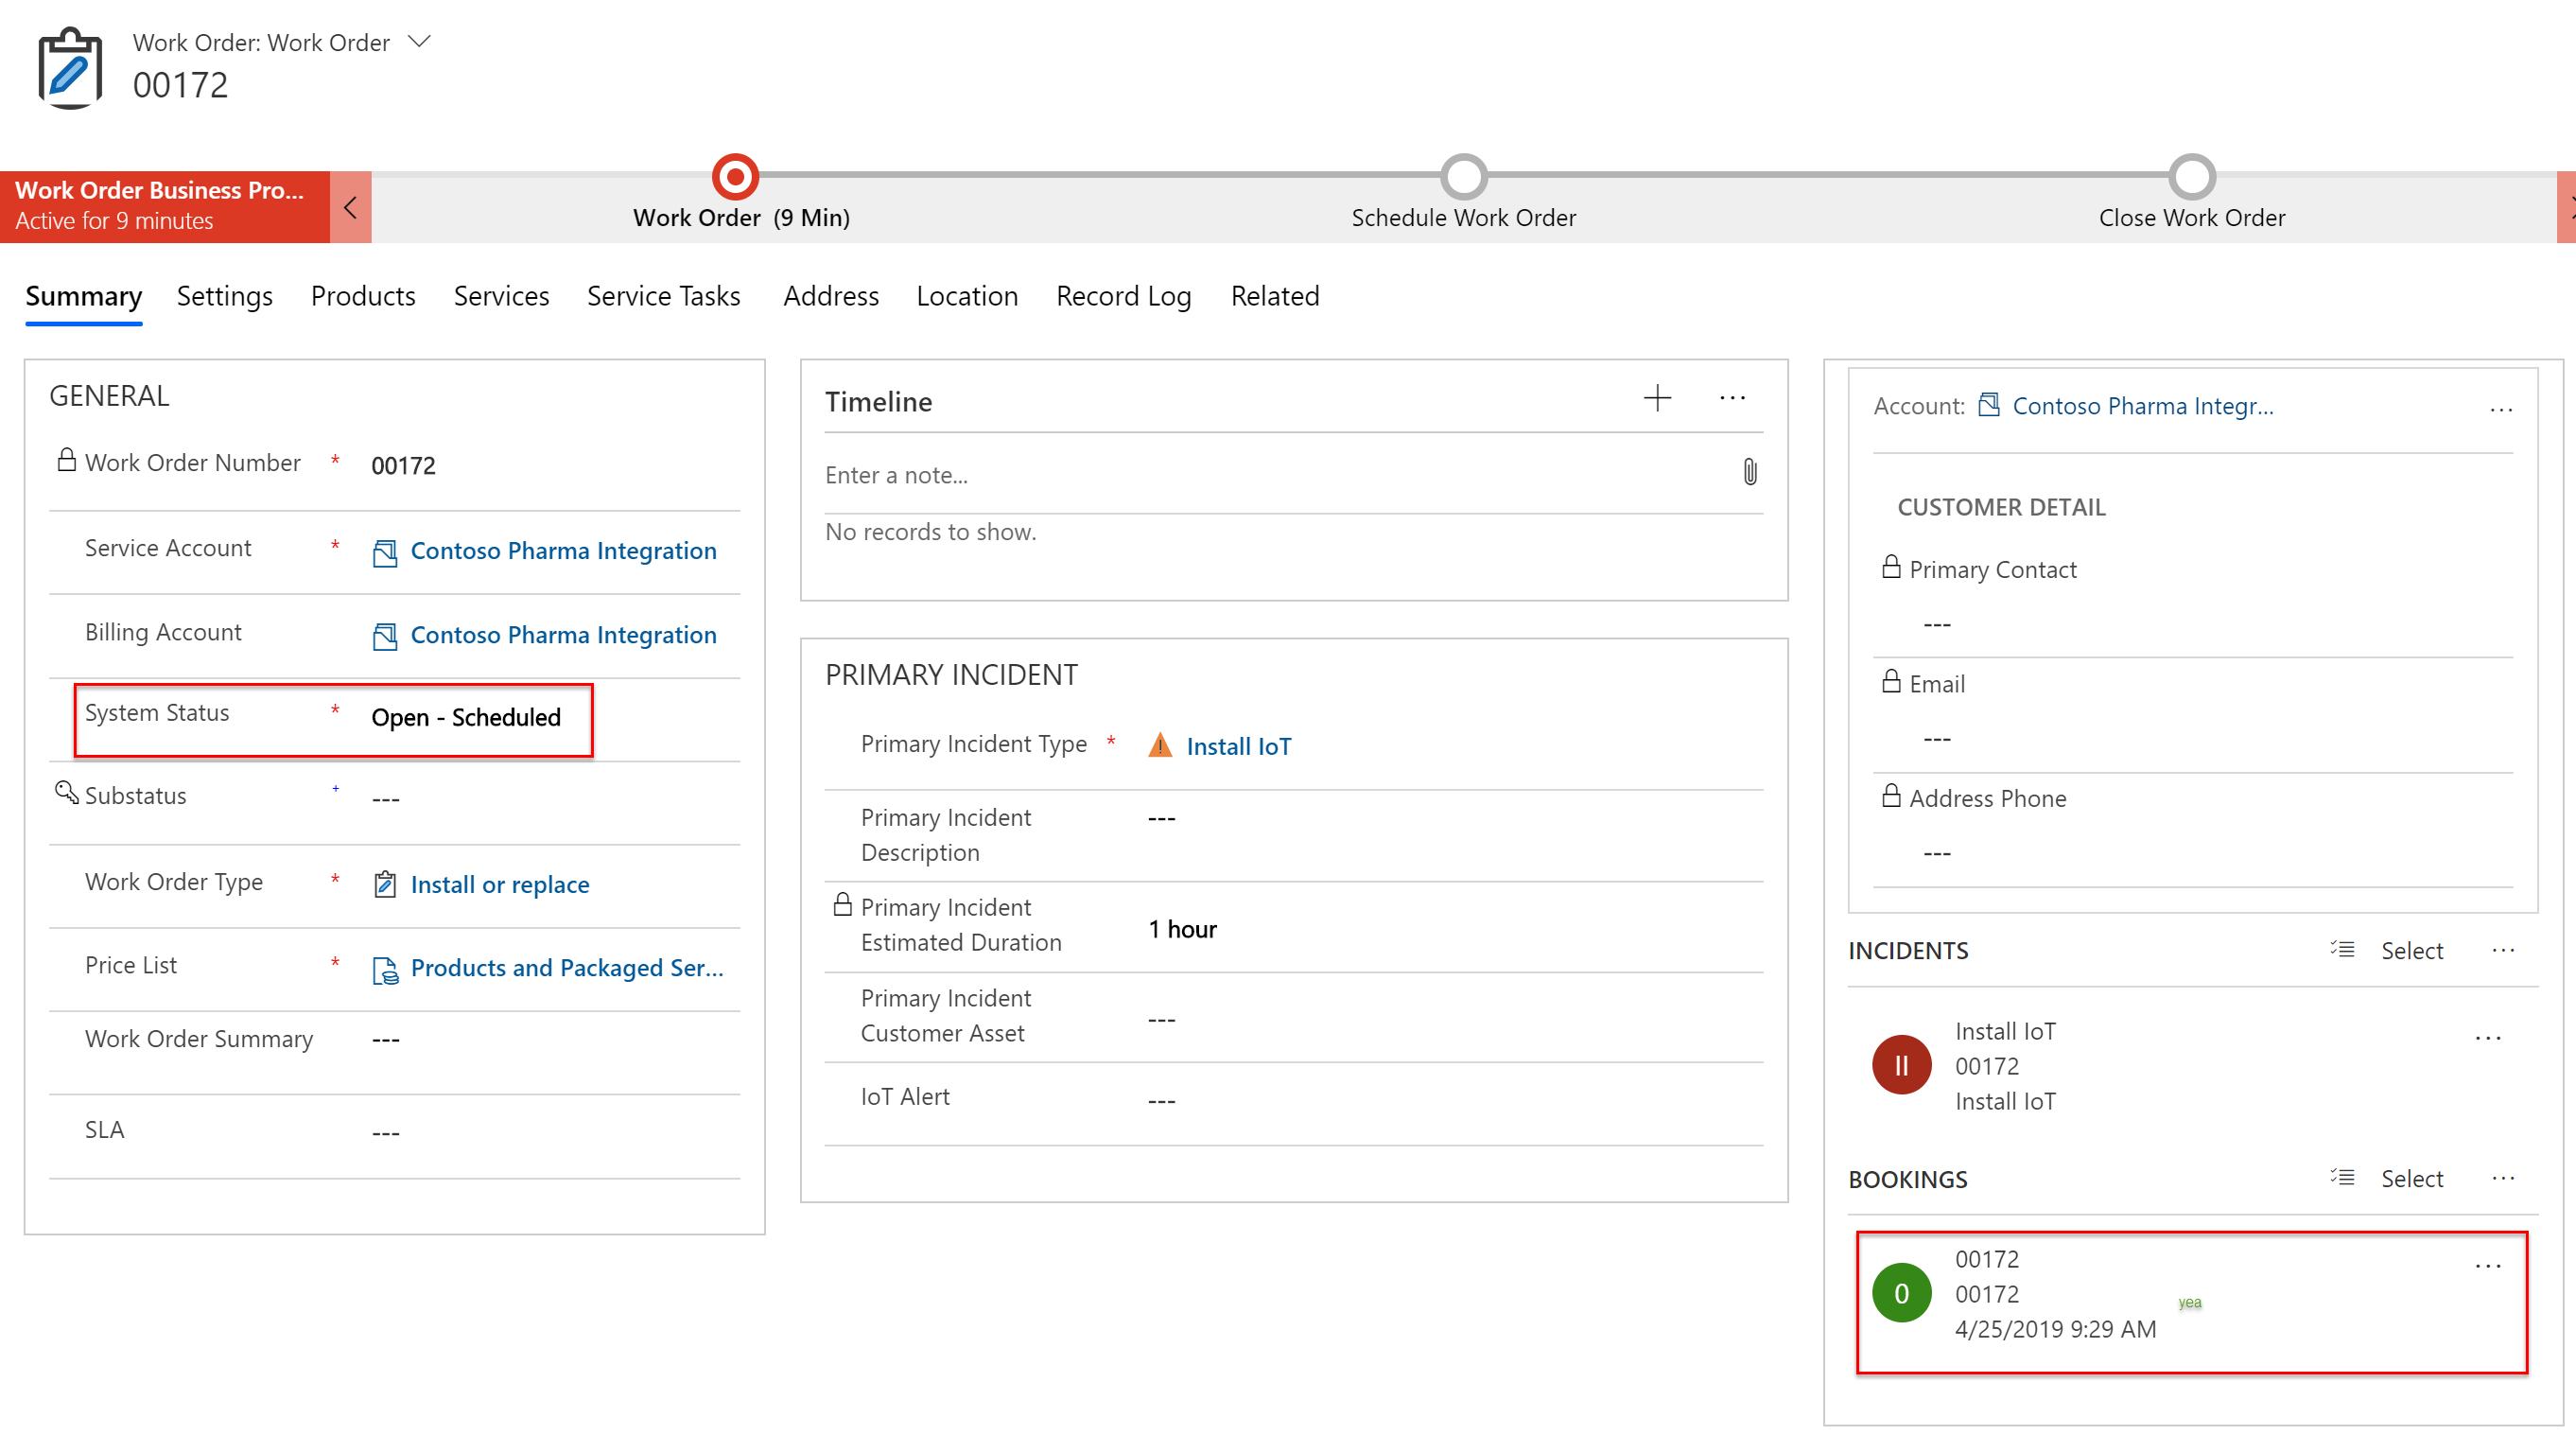 Work Order: Work Order
00172
Work Order Business Pro...
Active for 9 minutes
Work Order (9 Min)
Schedule Work Order
Close Work Order
Summary Settings Products Services Service Tasks Address Location Record Log Related
GENERAL
Work Order Number * 00172
Service Account * Contoso Pharma Integration
Billing Account Contoso Pharma Integration
System Status * Open - Scheduled
Substatus + ---
Work Order Type * Install or replace
Price List * Products and Packaged Ser...
Work Order Summary ---
SLA ---
Timeline
Enter a note...
No records to show.
PRIMARY INCIDENT
Primary Incident Type * Install IoT
Primary Incident
Description
---
Primary Incident
Estimated Duration
1 hour
Primary Incident
Customer Asset
---
IoT Alert ---
Account: Contoso Pharma Integr...
CUSTOMER DETAIL
Primary Contact
---
Email
---
Address Phone
---
INCIDENTS Select
II
Install IoT
00172
Install IoT
BOOKINGS Select
0
00172
00172
yea
4/25/2019 9:29 AM